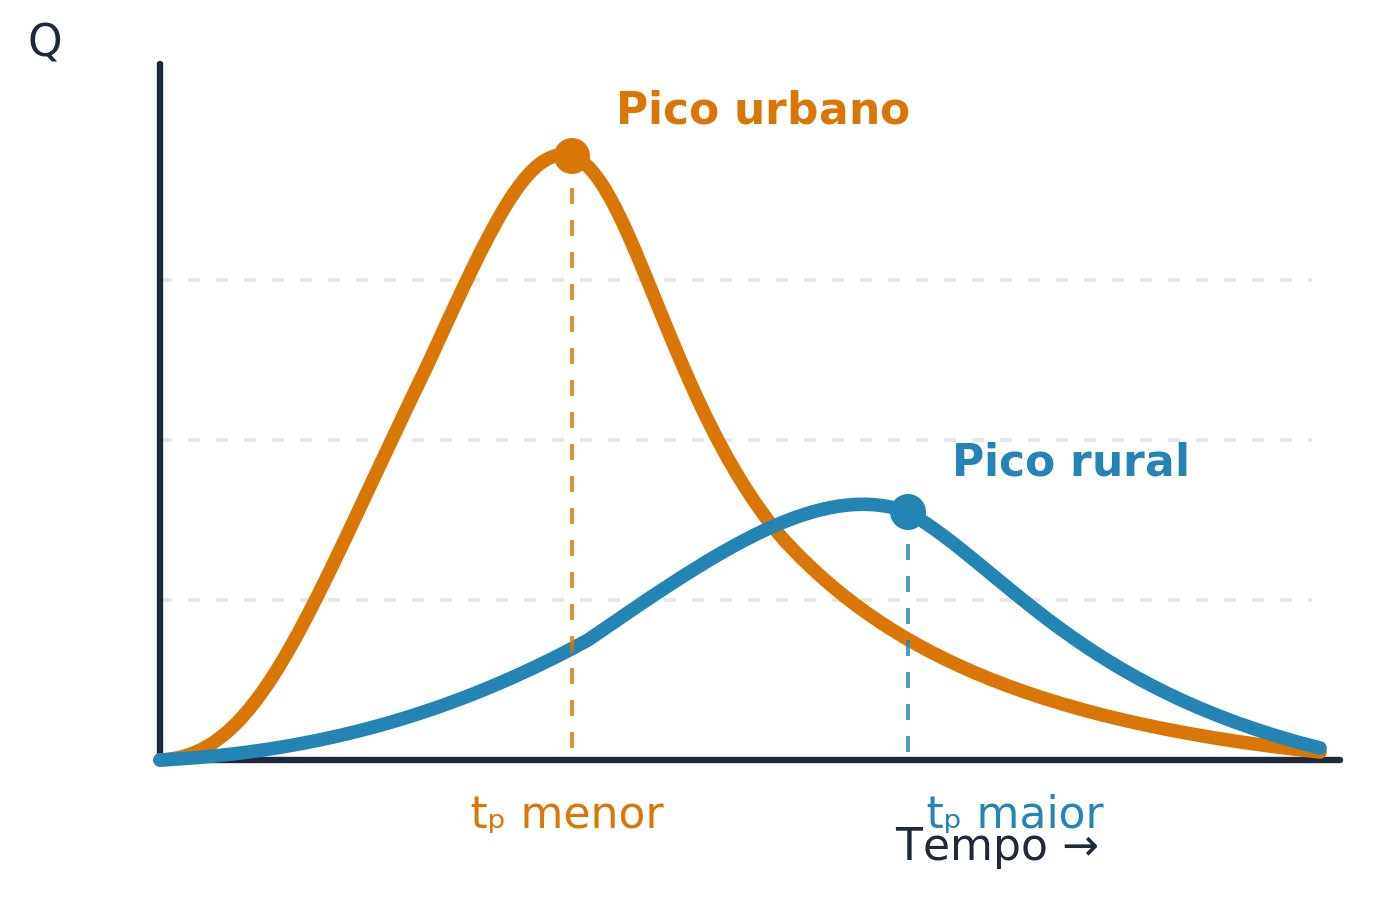 Q
Pico urbano
Pico rural
tₚ menor
tₚ maior
Tempo →